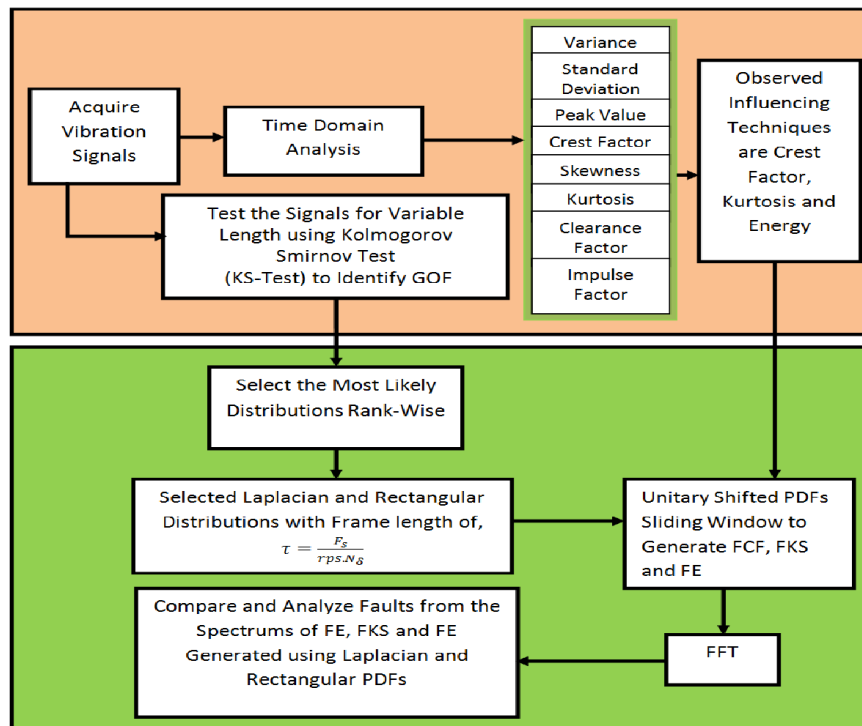 Acquire
Vibration
Signals
Time Domain
Analysis
Variance
Standard
Deviation
Peak Value
Crest Factor
Skewness
Kurtosis
Clearance
Factor
Impulse
Factor
Observed
Influencing
Techniques
are Crest
Factor,
Kurtosis and
Energy
Test the Signals for Variable
Length using Kolmogorov
Smirnov Test
(KS-Test) to Identify GOF
Select the Most Likely
Distributions Rank-Wise
Selected Laplacian and Rectangular
Distributions with Frame length of,
τ = F_s / rps.N_δ
Unitary Shifted PDFs
Sliding Window to
Generate FCF, FKS
and FE
FFT
Compare and Analyze Faults from the
Spectrums of FE, FKS and FE
Generated using Laplacian and
Rectangular PDFs